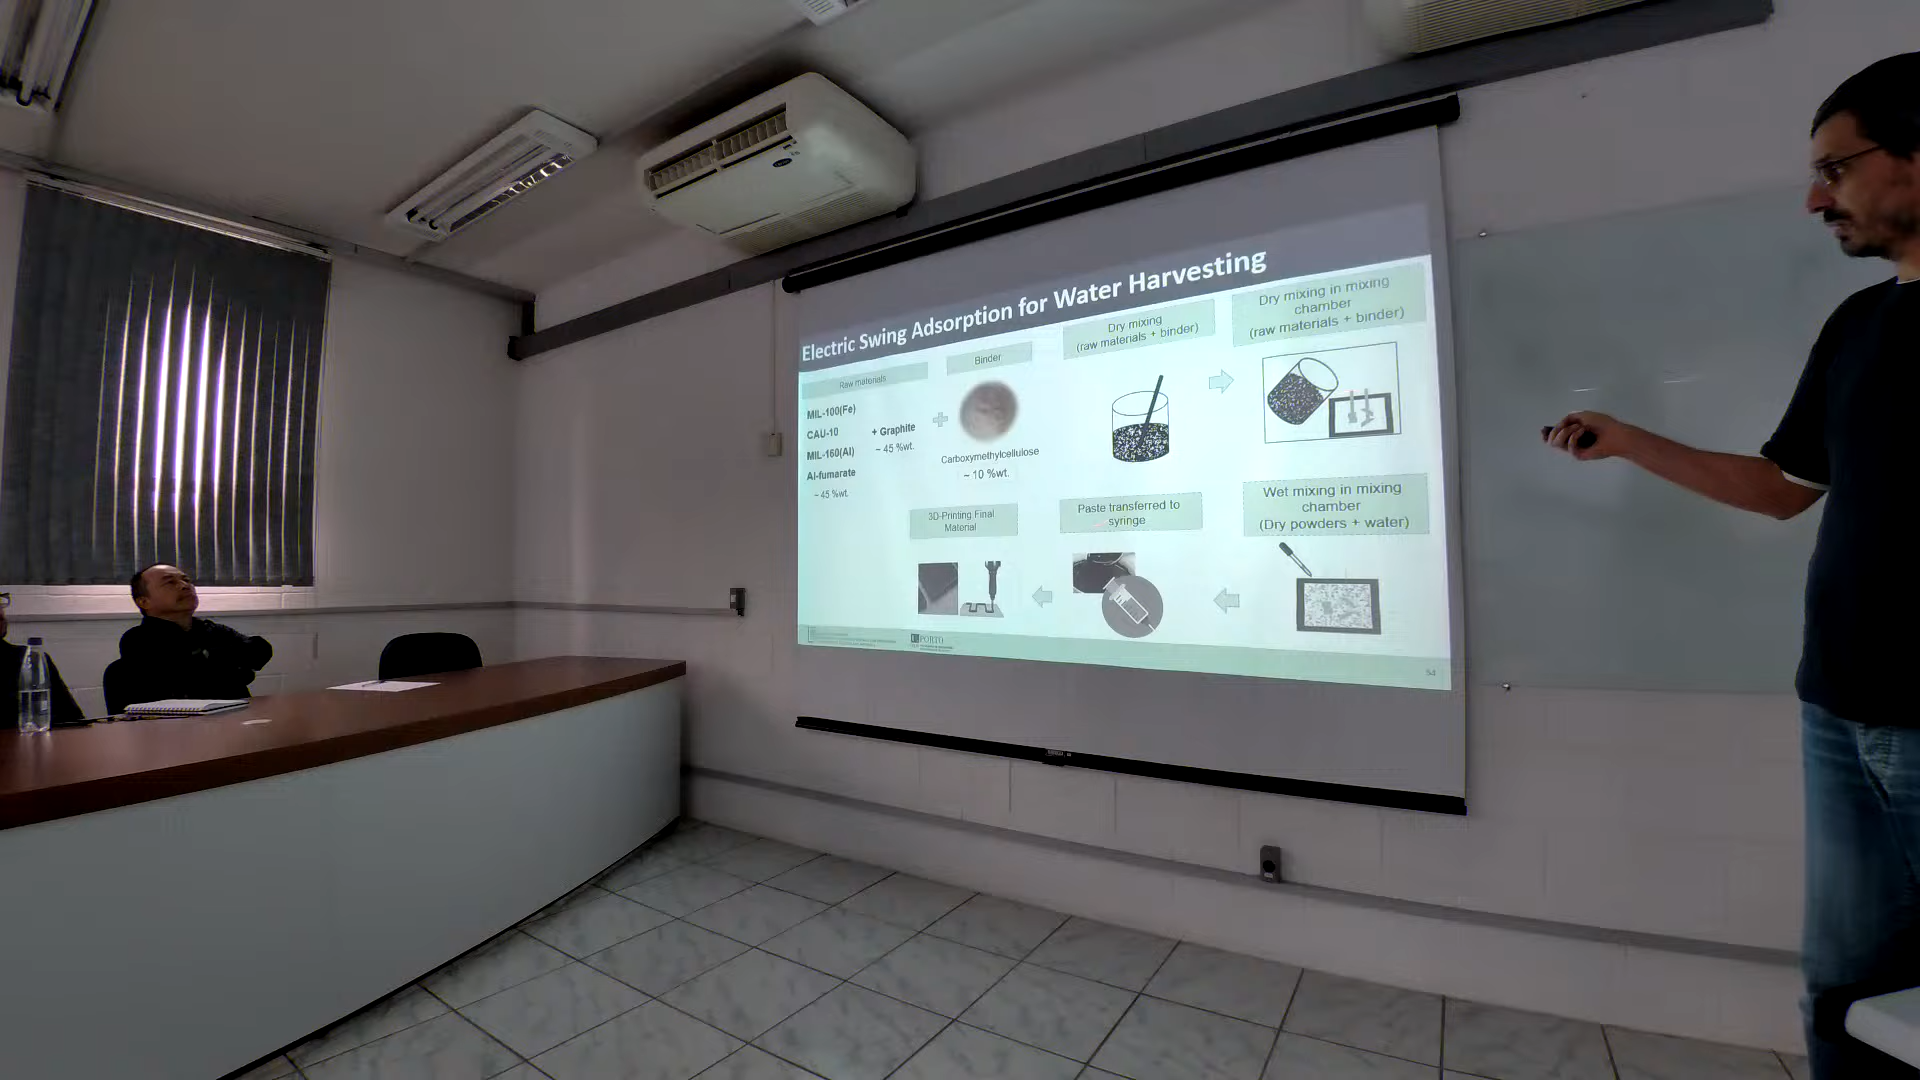 Electric Swing Adsorption for Water Harvesting
Raw materials
MIL-100(Fe)
CAU-10
MIL-160(Al)
Al-fumarate
~ 45 %wt.
+ Graphite
~ 45 %wt.
Binder
Carboxymethylcellulose
~ 10 %wt.
Dry mixing
(raw materials + binder)
Dry mixing in mixing
chamber
(raw materials + binder)
Wet mixing in mixing
chamber
(Dry powders + water)
Paste transferred to
syringe
3D-Printing Final
Material
PORTO
54